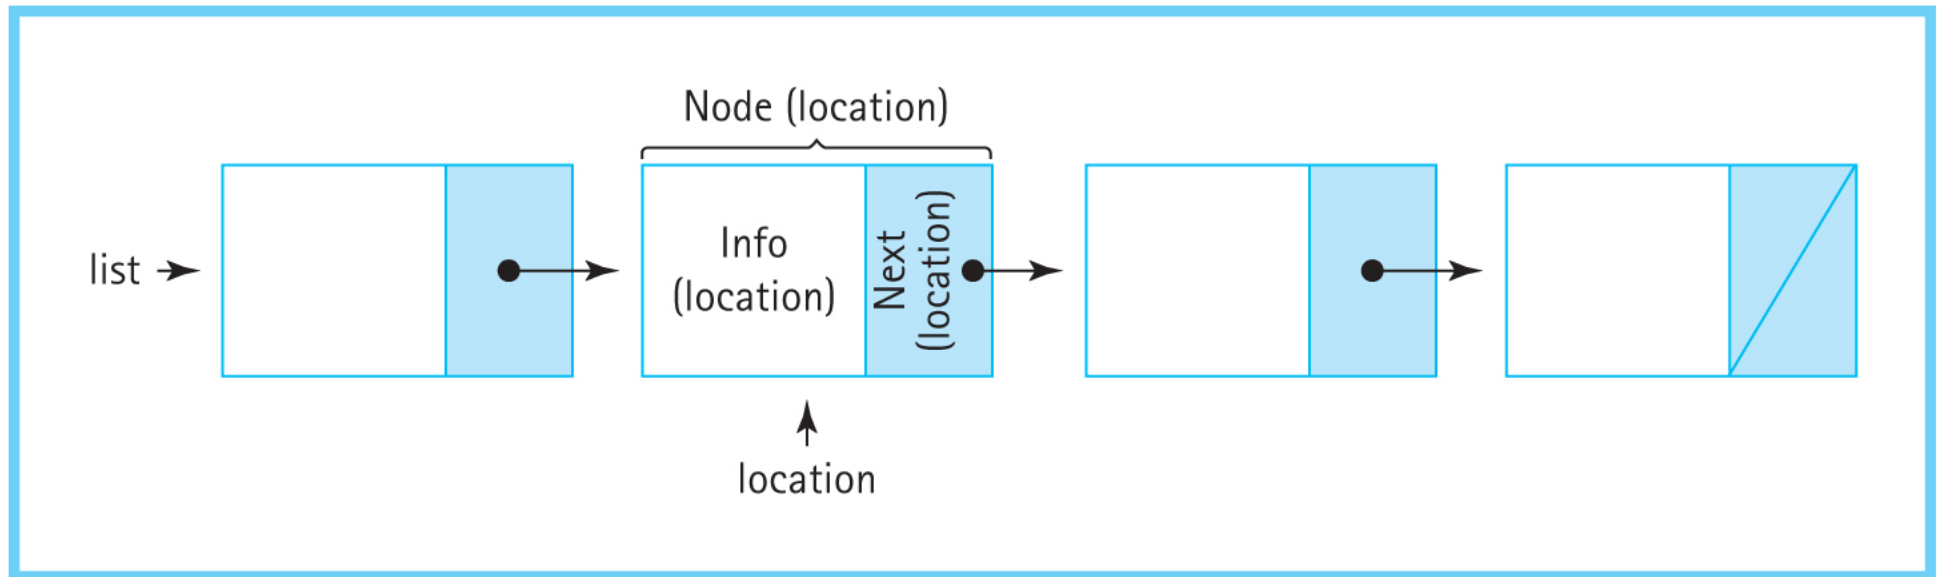 Node (location)
list
Info
(location)
Next
(location)
location